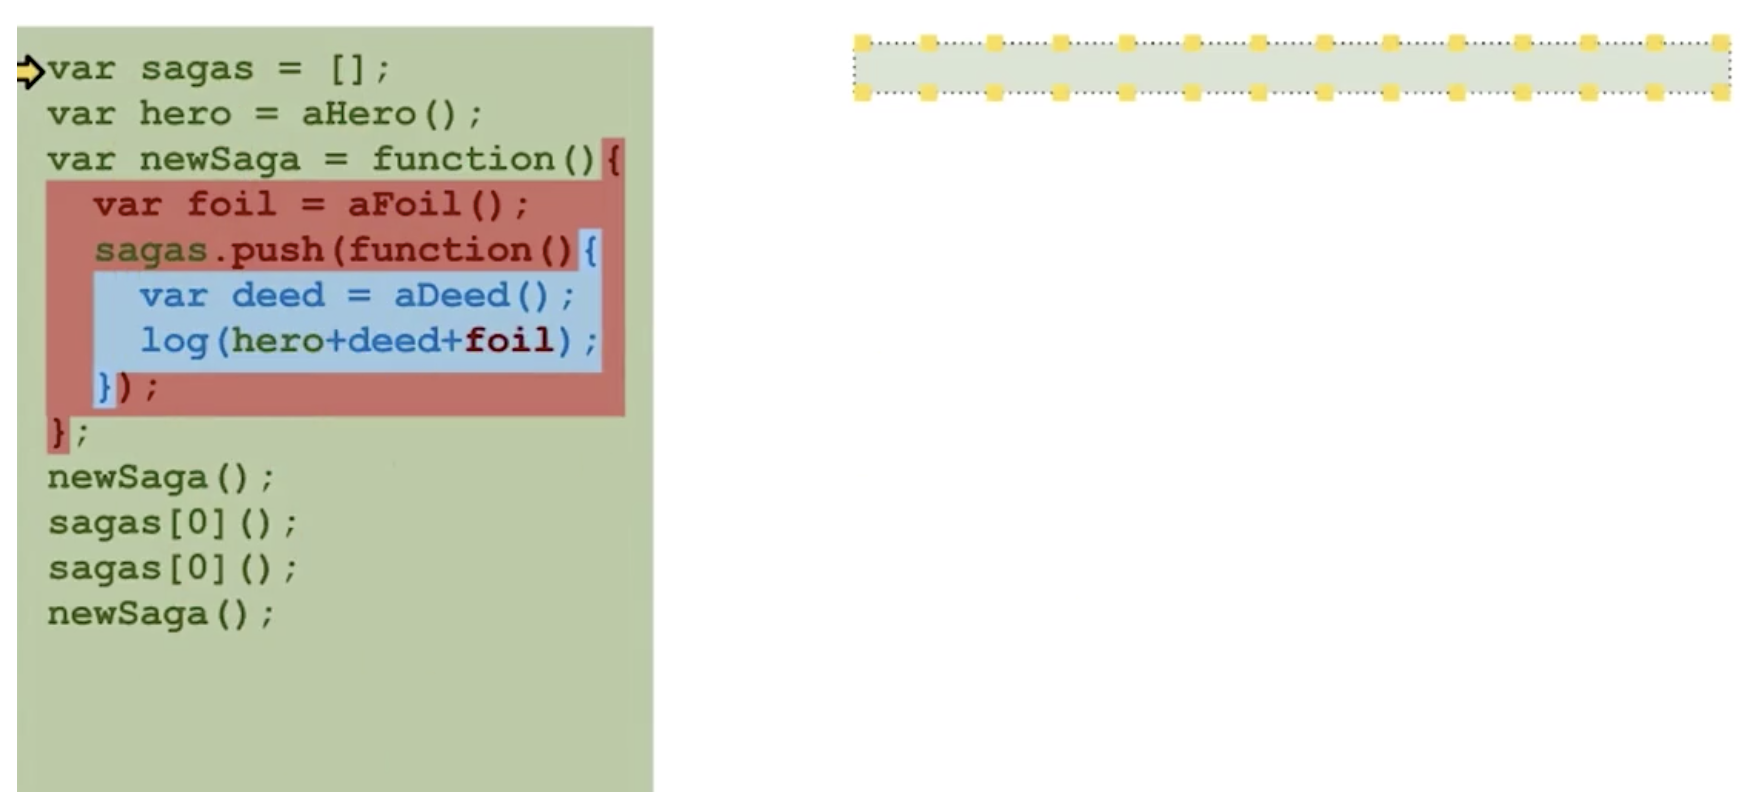 var sagas = [];
var hero = aHero();
var newSaga = function(){
var foil = aFoil();
sagas.push(function(){
var deed = aDeed();
log(hero+deed+foil);
});
};
newSaga();
sagas[0]();
sagas[0]();
newSaga();